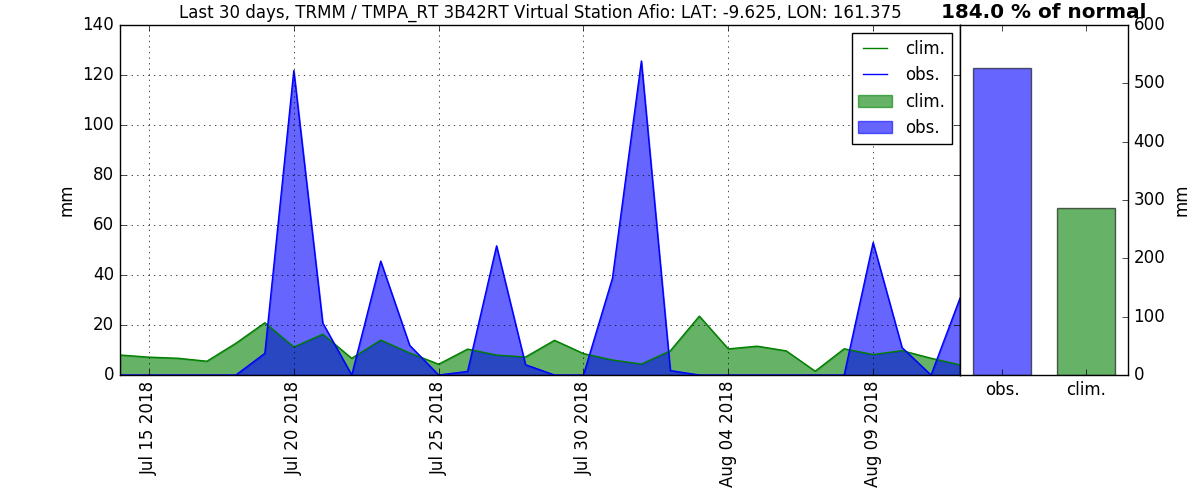 Last 30 days, TRMM / TMPA_RT 3B42RT Virtual Station Afio: LAT: -9.625, LON: 161.375
184.0 % of normal
140
120
100
80
60
40
20
0
mm
clim.
obs.
clim.
obs.
Jul 15 2018
Jul 20 2018
Jul 25 2018
Jul 30 2018
Aug 04 2018
Aug 09 2018
600
500
400
300
200
100
0
mm
obs.
clim.